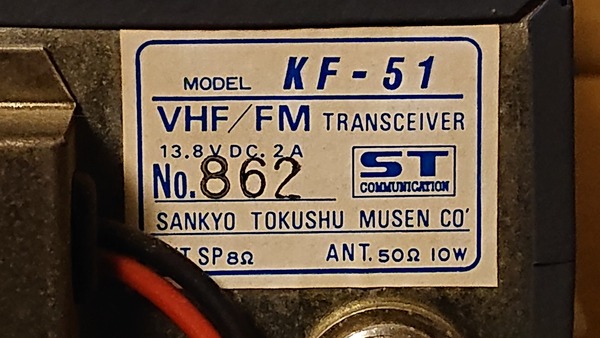 MODEL KF-51
VHF/FM TRANSCEIVER
13.8V DC. 2A
No. 862
ST
COMMUNICATION
SANKYO TOKUSHU MUSEN CO'
SP 8Ω ANT. 50Ω 10W